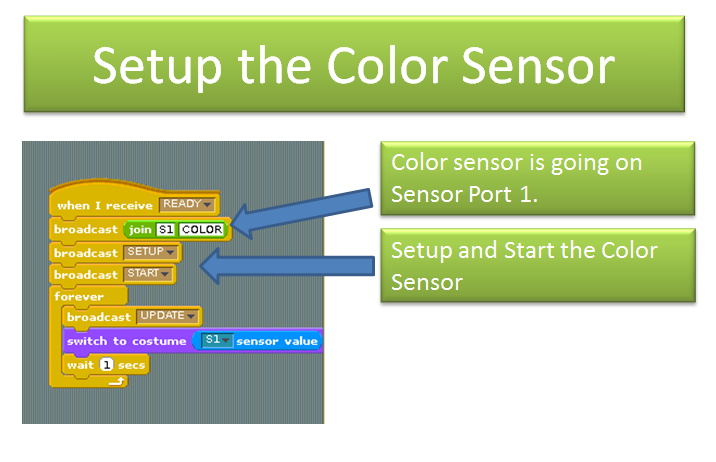 Setup the Color Sensor
Color sensor is going on
Sensor Port 1.
Setup and Start the Color
Sensor
when I receive READY
broadcast join S1 COLOR
broadcast SETUP
broadcast START
forever
broadcast UPDATE
switch to costume S1 sensor value
wait 1 secs